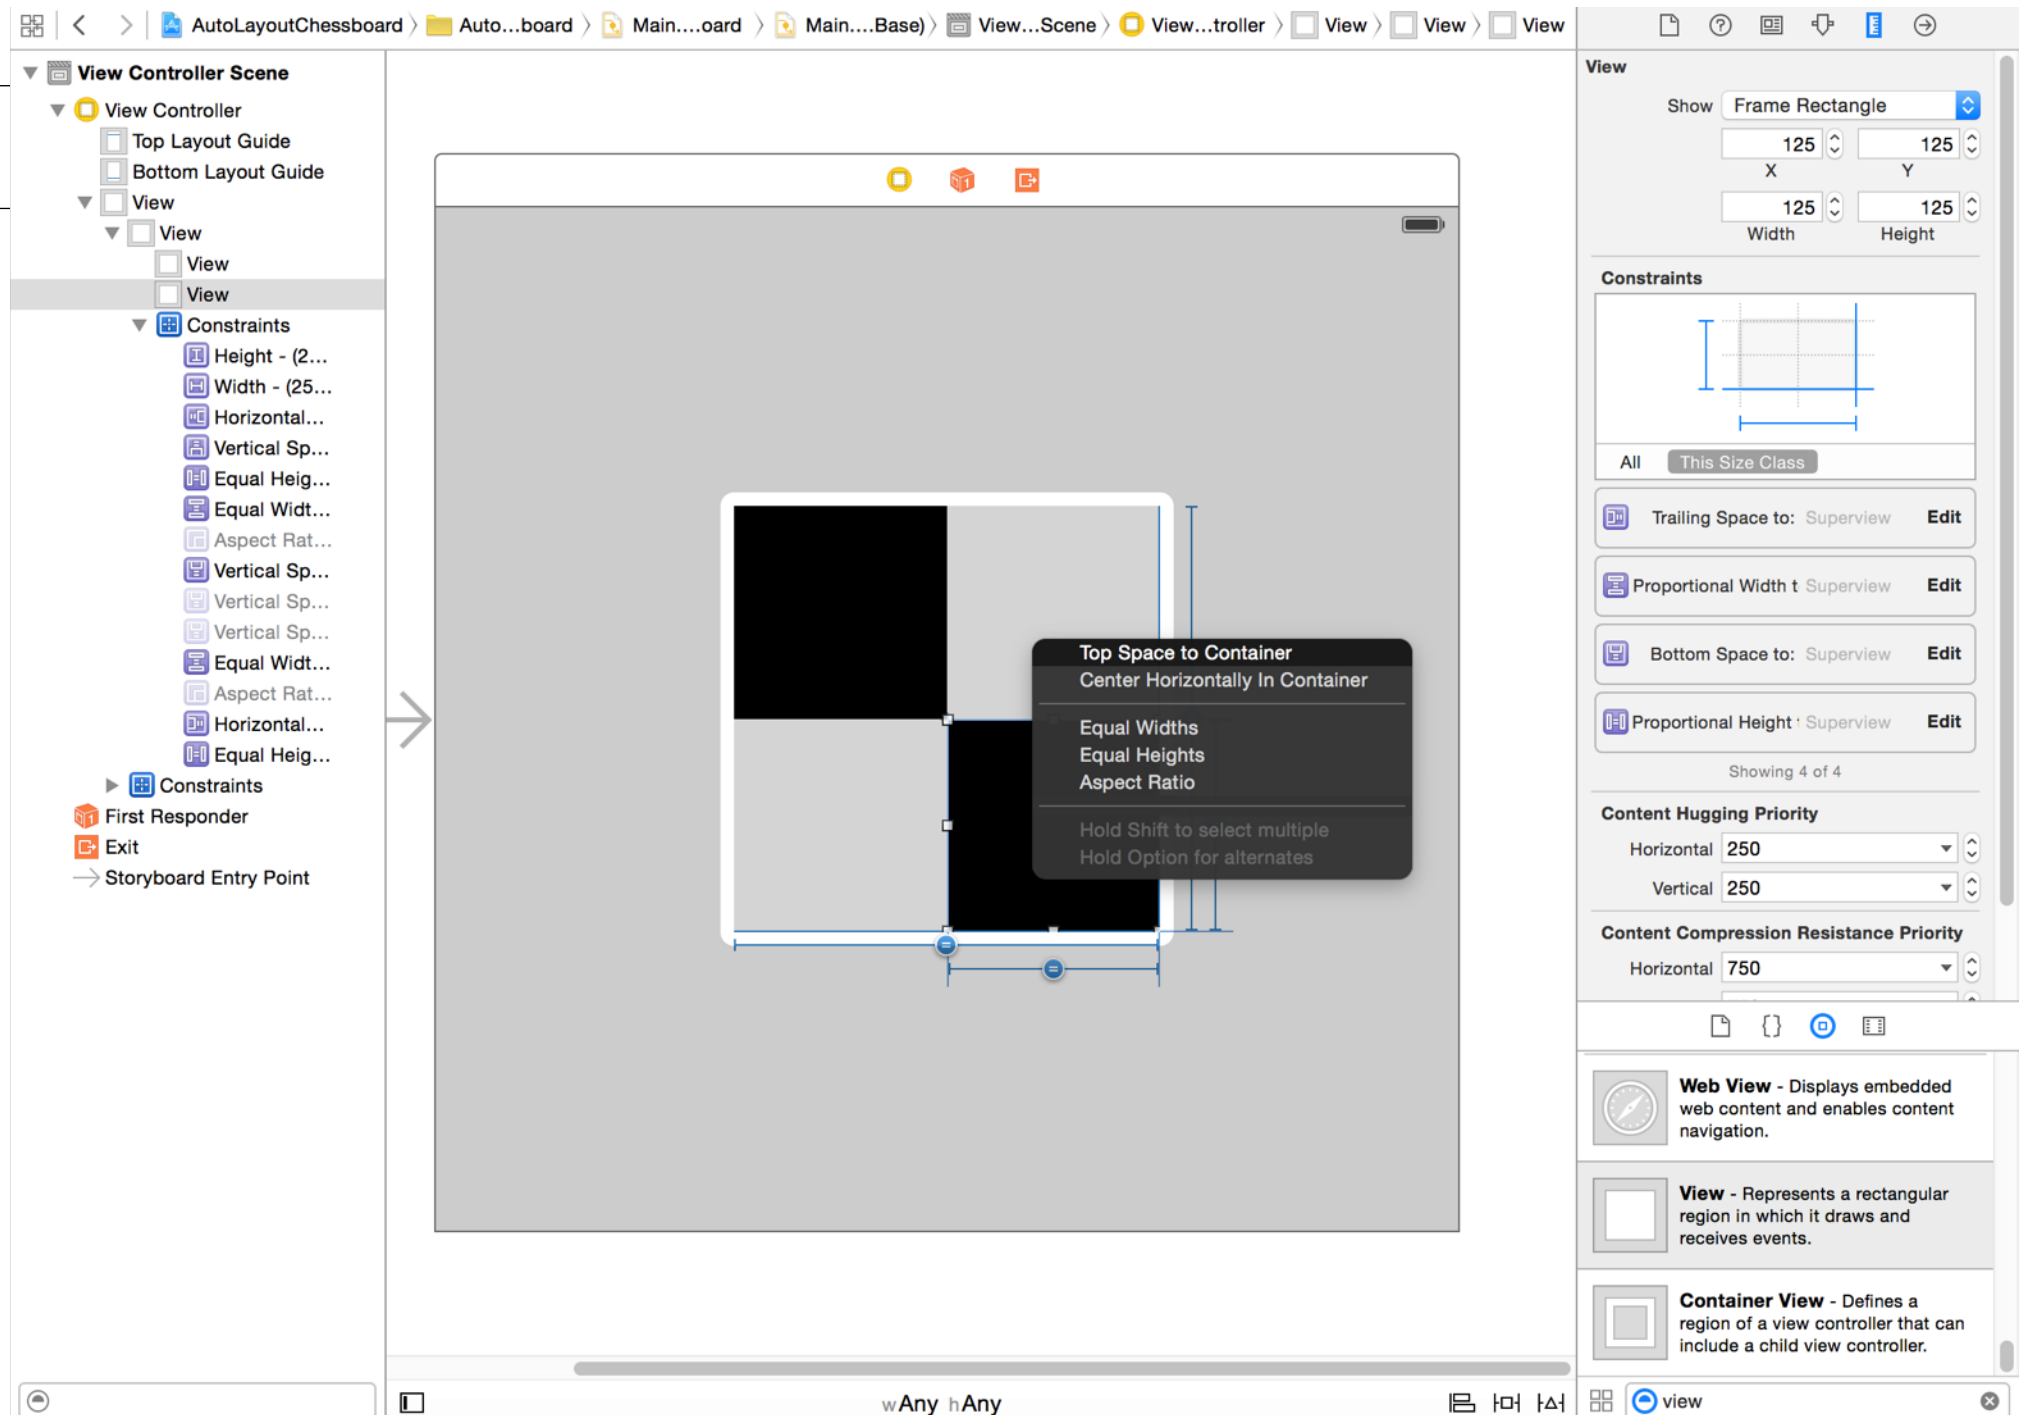 AutoLayoutChessboard
Auto...board
Main....oard
Main....Base)
View...Scene
View...troller
View
View
View
View Controller Scene
View Controller
Top Layout Guide
Bottom Layout Guide
View
View
View
View
Constraints
Height - (2...
Width - (25...
Horizontal...
Vertical Sp...
Equal Heig...
Equal Widt...
Aspect Rat...
Vertical Sp...
Vertical Sp...
Vertical Sp...
Equal Widt...
Aspect Rat...
Horizontal...
Equal Heig...
Constraints
First Responder
Exit
Storyboard Entry Point
Top Space to Container
Center Horizontally In Container
Equal Widths
Equal Heights
Aspect Ratio
Hold Shift to select multiple
Hold Option for alternates
wAny hAny
View
Show Frame Rectangle
125 125
X Y
125 125
Width Height
Constraints
All This Size Class
Trailing Space to: Superview Edit
Proportional Width t Superview Edit
Bottom Space to: Superview Edit
Proportional Height Superview Edit
Showing 4 of 4
Content Hugging Priority
Horizontal 250
Vertical 250
Content Compression Resistance Priority
Horizontal 750
Web View - Displays embedded
web content and enables content
navigation.
View - Represents a rectangular
region in which it draws and
receives events.
Container View - Defines a
region of a view controller that can
include a child view controller.
view